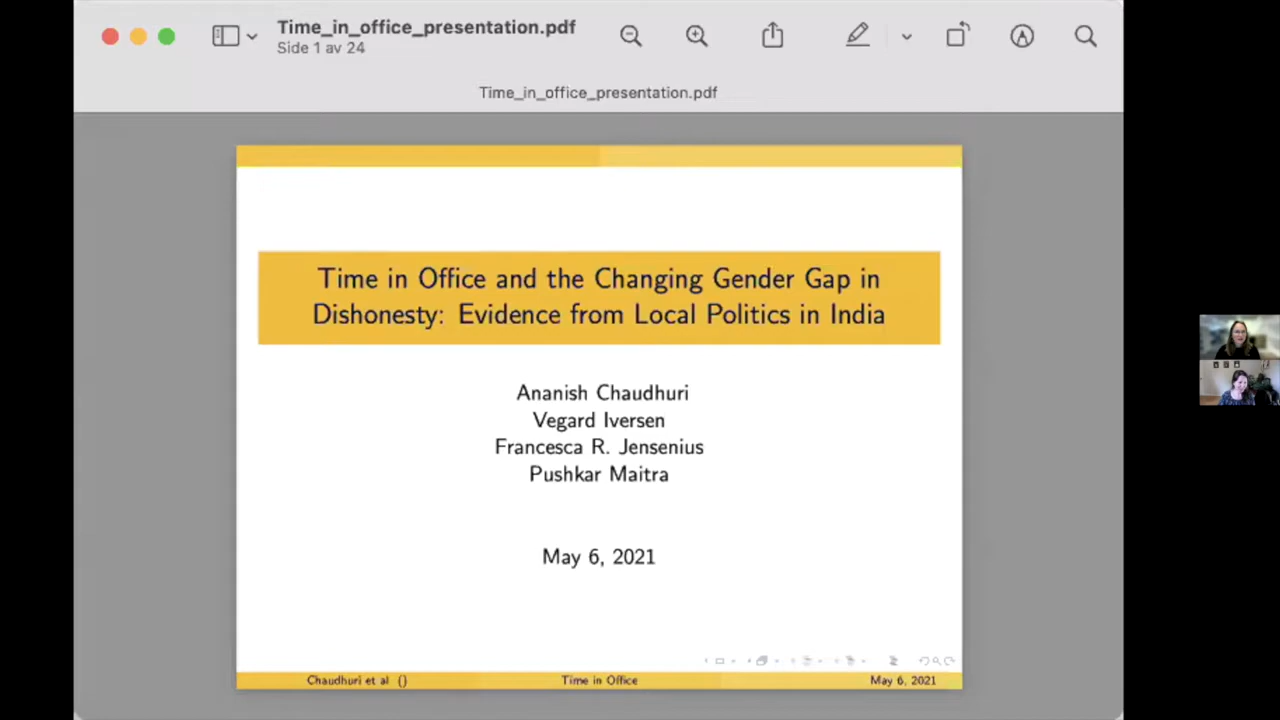 Time_in_office_presentation.pdf
Side 1 av 24
Time_in_office_presentation.pdf
Time in Office and the Changing Gender Gap in
Dishonesty: Evidence from Local Politics in India
Ananish Chaudhuri
Vegard Iversen
Francesca R. Jensenius
Pushkar Maitra
May 6, 2021
Chaudhuri et al ()
Time in Office
May 6, 2021